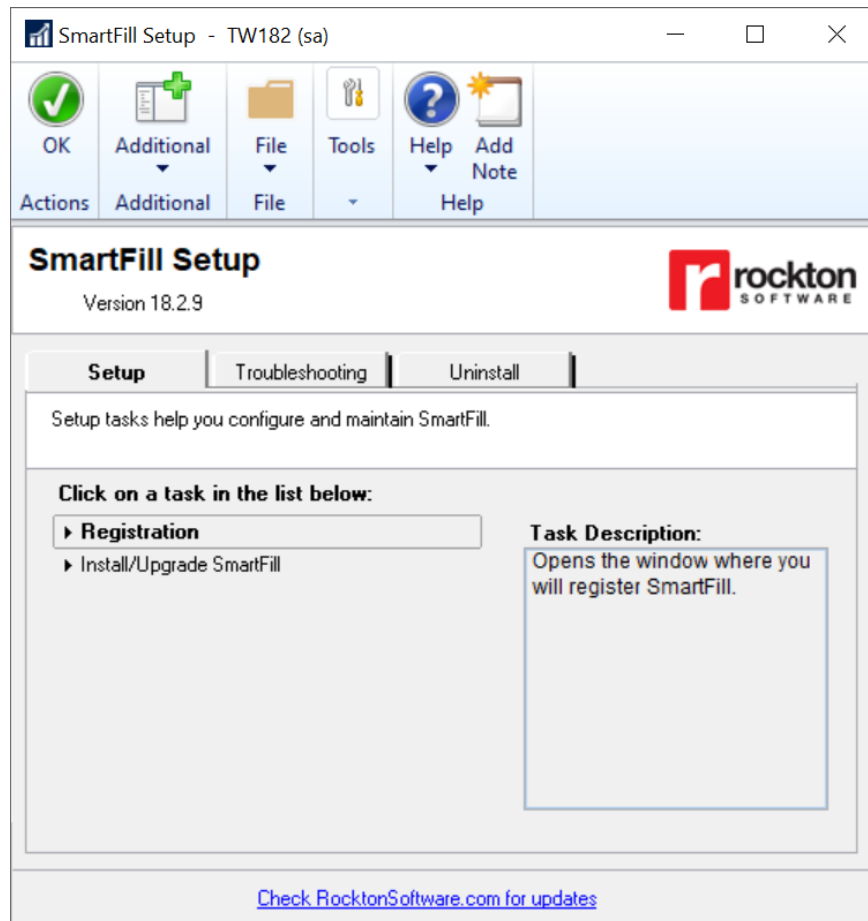 SmartFill Setup - TW182 (sa)
OK
Additional
File
Tools
Help
Add
Note
Actions
Additional
File
Help
SmartFill Setup
Version 18.2.9
rockton
SOFTWARE
Setup
Troubleshooting
Uninstall
Setup tasks help you configure and maintain SmartFill.
Click on a task in the list below:
Registration
Install/Upgrade SmartFill
Task Description:
Opens the window where you
will register SmartFill.
Check RocktonSoftware.com for updates